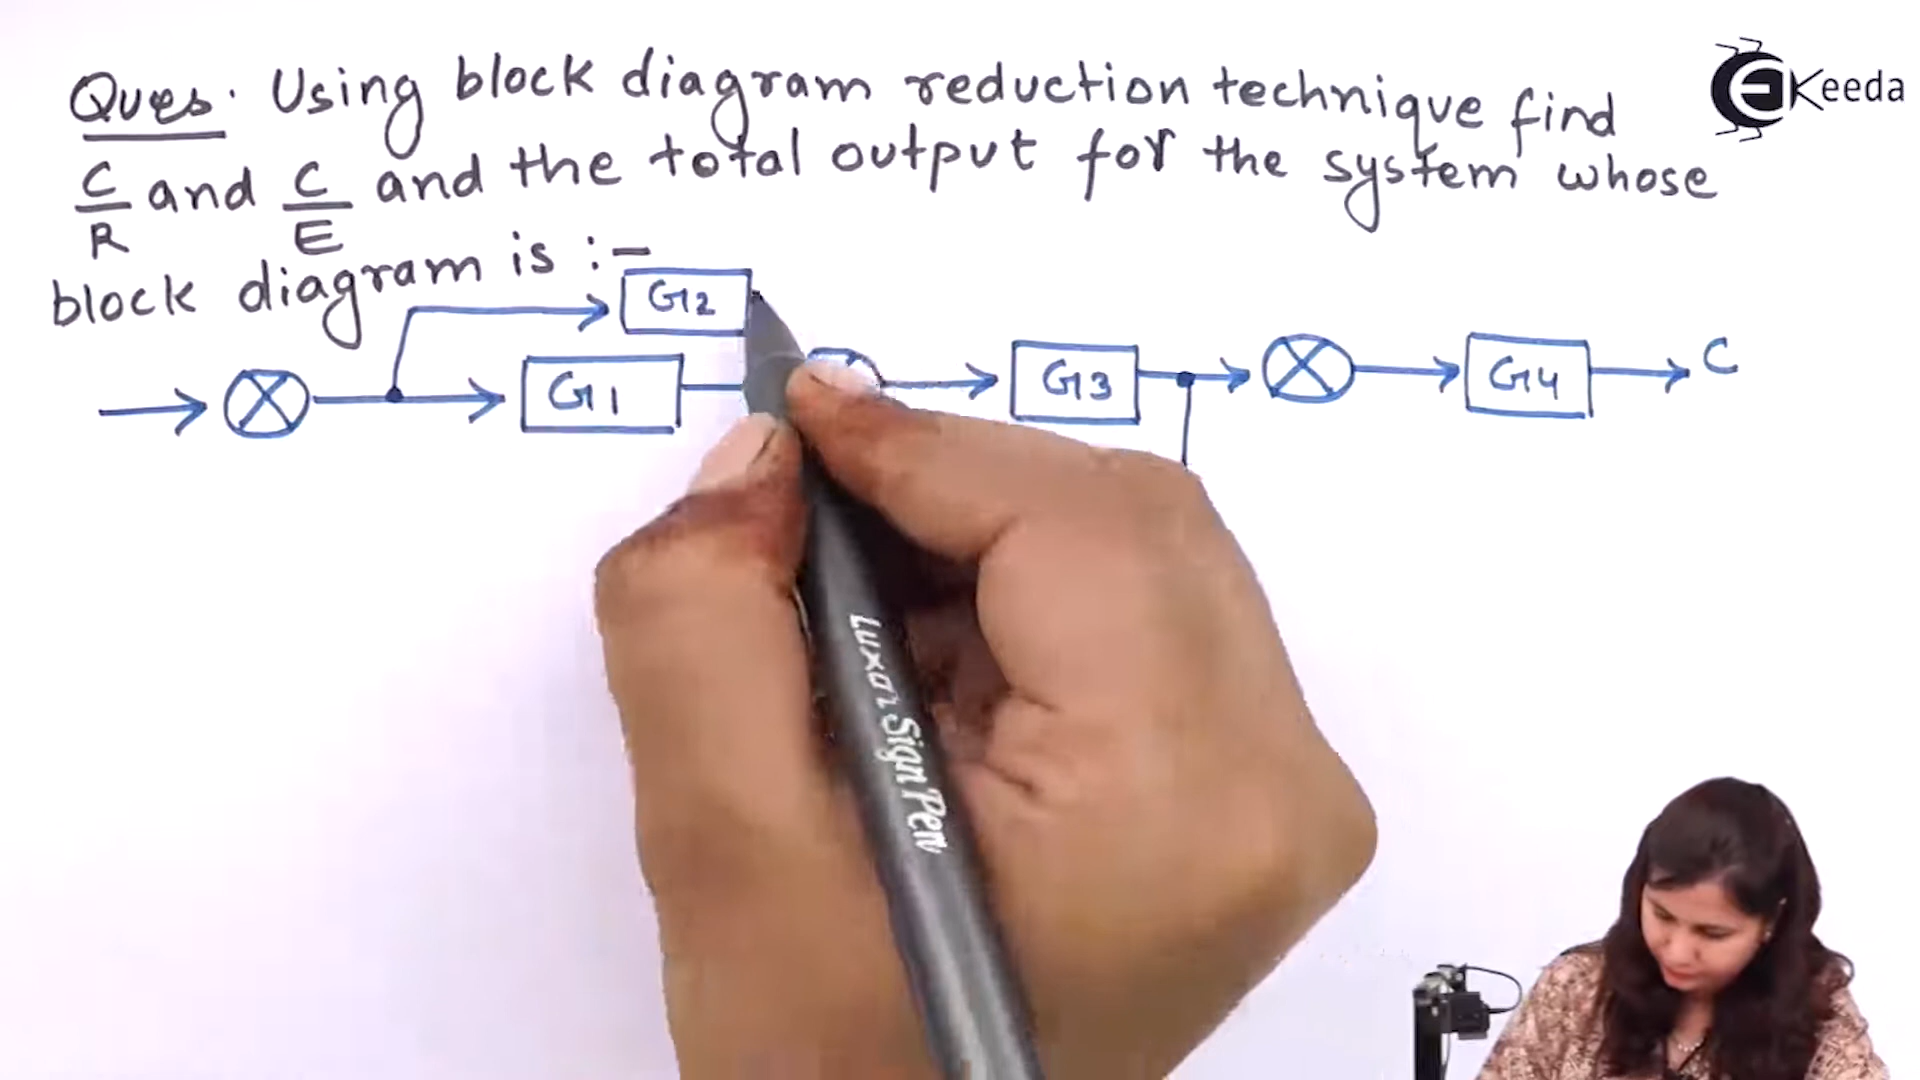 Ques. Using block diagram reduction technique find
C/R and C/E and the total output for the system whose
block diagram is :-
G2
G1
G3
G4
C
EKeeda
Luxor Sign Pen